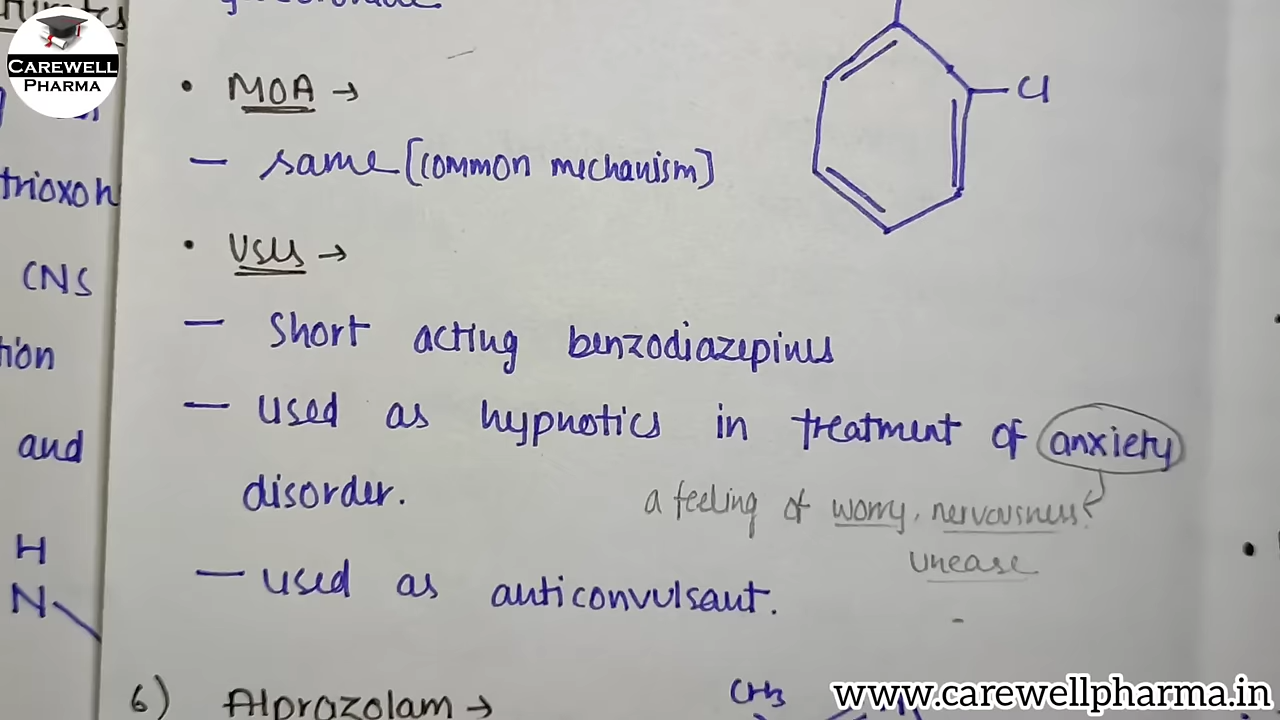 CAREWELL
PHARMA
• MOA →
Cl
trioxon
— same [common mechanism]
• Uses →
CNS
— Short acting benzodiazepines
tion
— used as hypnotics in treatment of anxiety
and
disorder.
a feeling of worry, nervousness
unease
H
N
— used as anticonvulsant.
6) Alprazolam →
CH3
www.carewellpharma.in